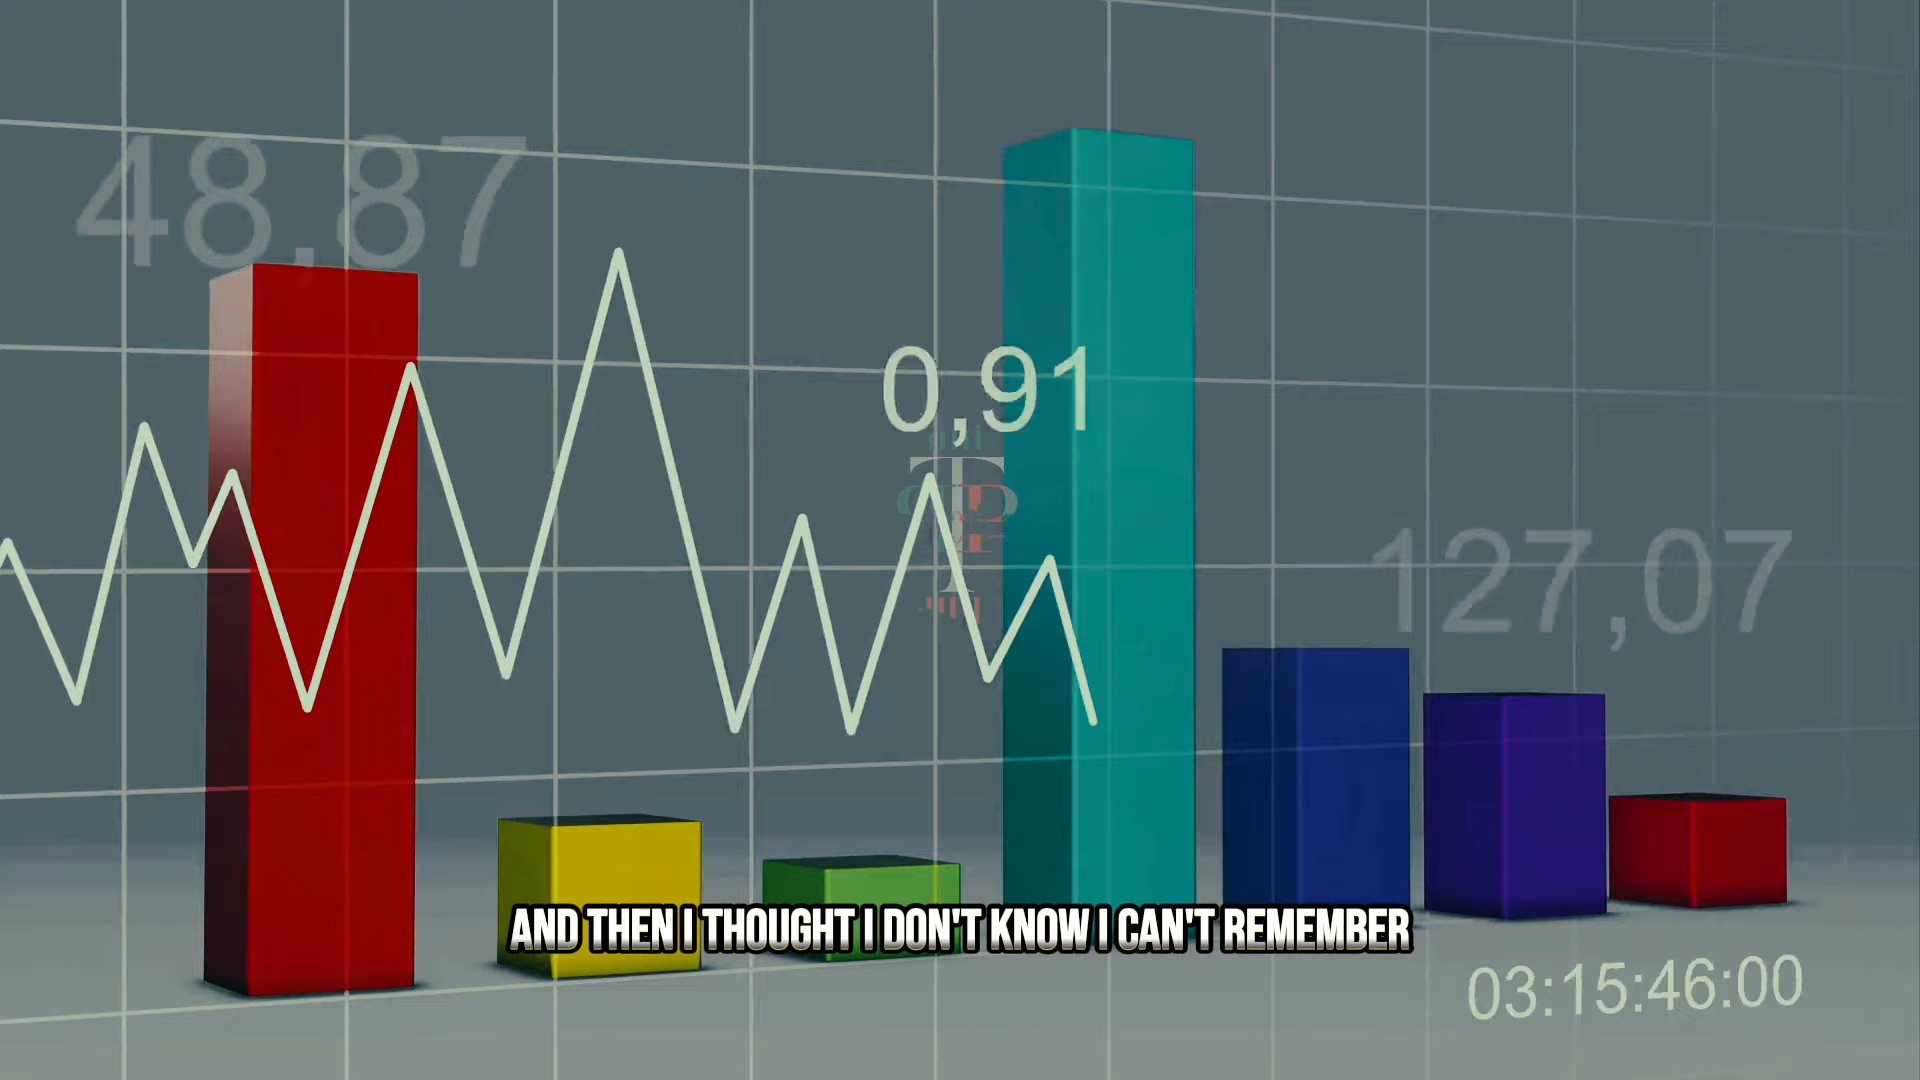 48,87
0,91
127,07
AND THEN I THOUGHT I DON'T KNOW I CAN'T REMEMBER
03:15:46:00